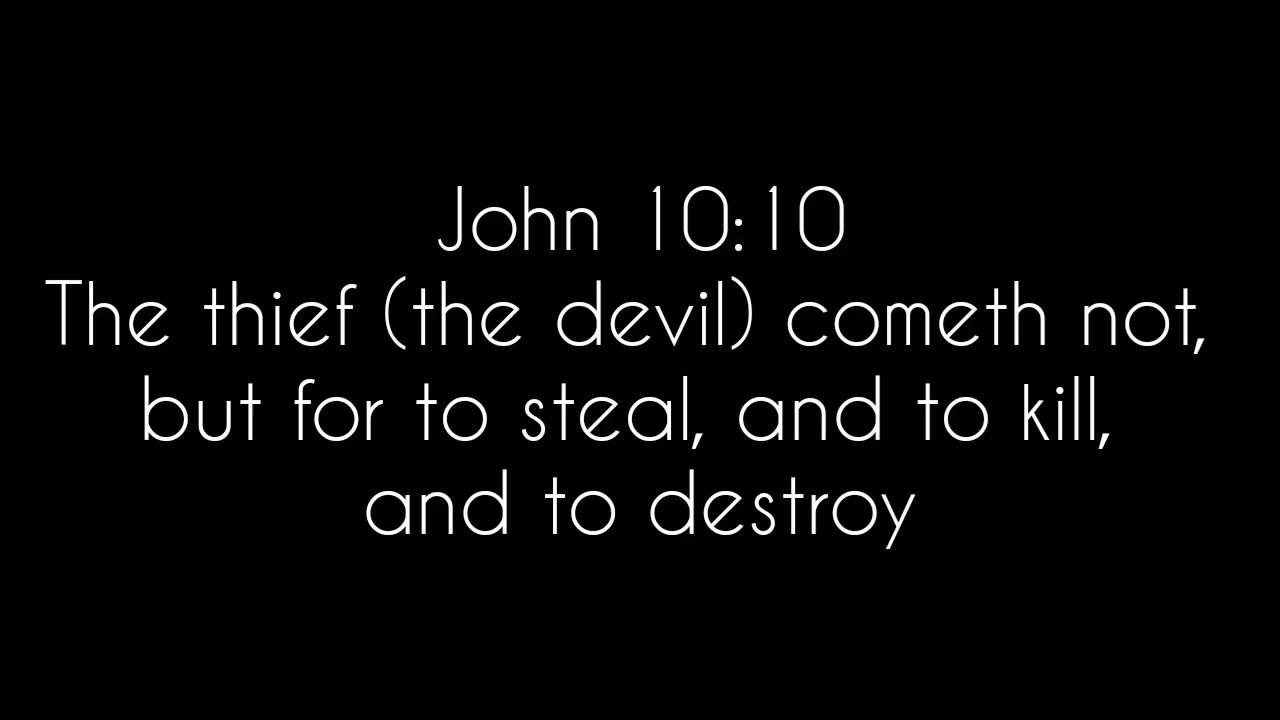 John 10:10
The thief (the devil) cometh not,
but for to steal, and to kill,
and to destroy